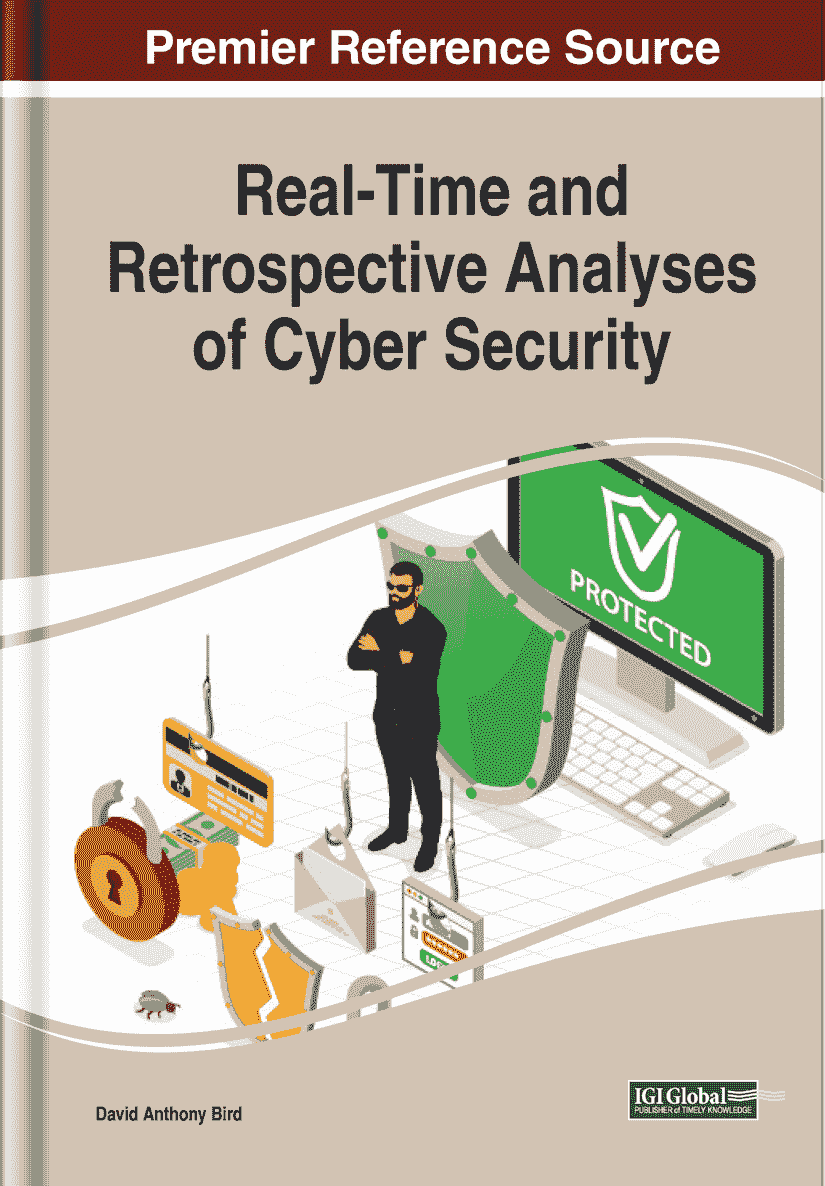 Premier Reference Source
Real-Time and
Retrospective Analyses
of Cyber Security
PROTECTED
David Anthony Bird
IGI Global
PUBLISHER of TIMELY KNOWLEDGE